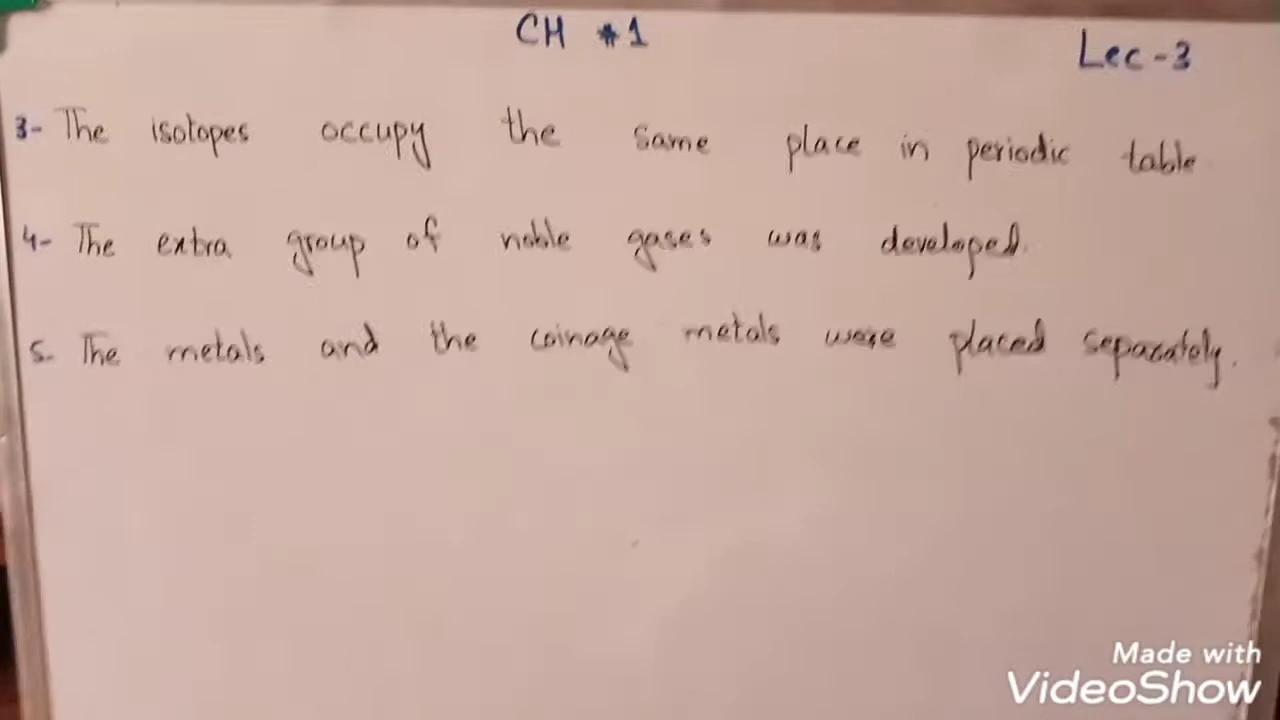 CH #1
Lec-3
3- The isotopes occupy the same place in periodic table
4- The extra group of noble gases was developed.
5. The metals and the coinage metals were placed separately.
Made with
VideoShow